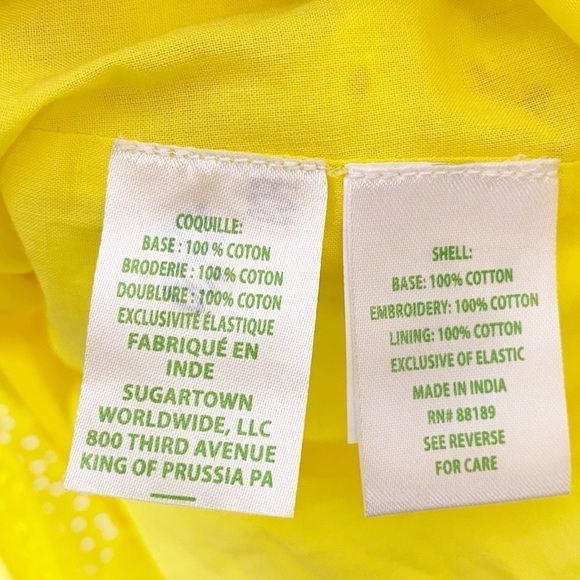 COQUILLE:
BASE : 100 % COTON
BRODERIE : 100 % COTON
DOUBLURE : 100 % COTON
EXCLUSIVITÉ ÉLASTIQUE
FABRIQUÉ EN
INDE
SUGARTOWN
WORLDWIDE, LLC
800 THIRD AVENUE
KING OF PRUSSIA PA
SHELL:
BASE: 100% COTTON
EMBROIDERY: 100% COTTON
LINING: 100% COTTON
EXCLUSIVE OF ELASTIC
MADE IN INDIA
RN# 88189
SEE REVERSE
FOR CARE